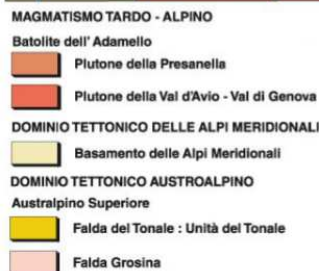 MAGMATISMO TARDO - ALPINO
Batolite dell' Adamello
Plutone della Presanella
Plutone della Val d'Avio - Val di Genova
DOMINIO TETTONICO DELLE ALPI MERIDIONALI
Basamento delle Alpi Meridionali
DOMINIO TETTONICO AUSTROALPINO
Australpino Superiore
Falda del Tonale : Unità del Tonale
Falda Grosina